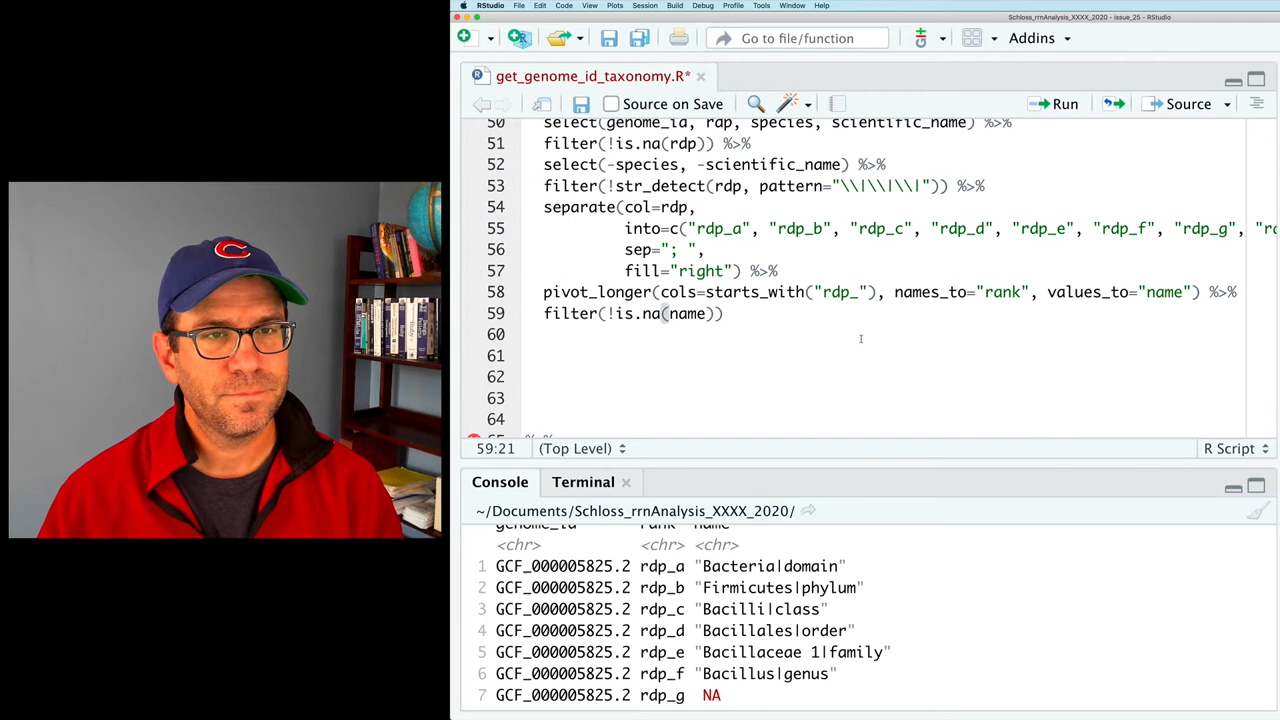 RStudio File Edit Code View Plots Session Build Debug Profile Tools Window Help
Schloss_rrnAnalysis_XXXX_2020 - issue_25 - RStudio
Go to file/function Addins
get_genome_id_taxonomy.R*
Source on Save Run Source
50 select(genome_id, rdp, species, scientific_name) %>%
51 filter(!is.na(rdp)) %>%
52 select(-species, -scientific_name) %>%
53 filter(!str_detect(rdp, pattern="\\|\\|\\|")) %>%
54 separate(col=rdp,
55 into=c("rdp_a", "rdp_b", "rdp_c", "rdp_d", "rdp_e", "rdp_f", "rdp_g",
56 sep="; ",
57 fill="right") %>%
58 pivot_longer(cols=starts_with("rdp_"), names_to="rank", values_to="name") %>%
59 filter(!is.na(name))
60
61
62
63
64
65 %>%
59:21 (Top Level) R Script
Console Terminal
~/Documents/Schloss_rrnAnalysis_XXXX_2020/
genome_id rank name
<chr> <chr> <chr>
1 GCF_000005825.2 rdp_a "Bacteria|domain"
2 GCF_000005825.2 rdp_b "Firmicutes|phylum"
3 GCF_000005825.2 rdp_c "Bacilli|class"
4 GCF_000005825.2 rdp_d "Bacillales|order"
5 GCF_000005825.2 rdp_e "Bacillaceae 1|family"
6 GCF_000005825.2 rdp_f "Bacillus|genus"
7 GCF_000005825.2 rdp_g NA